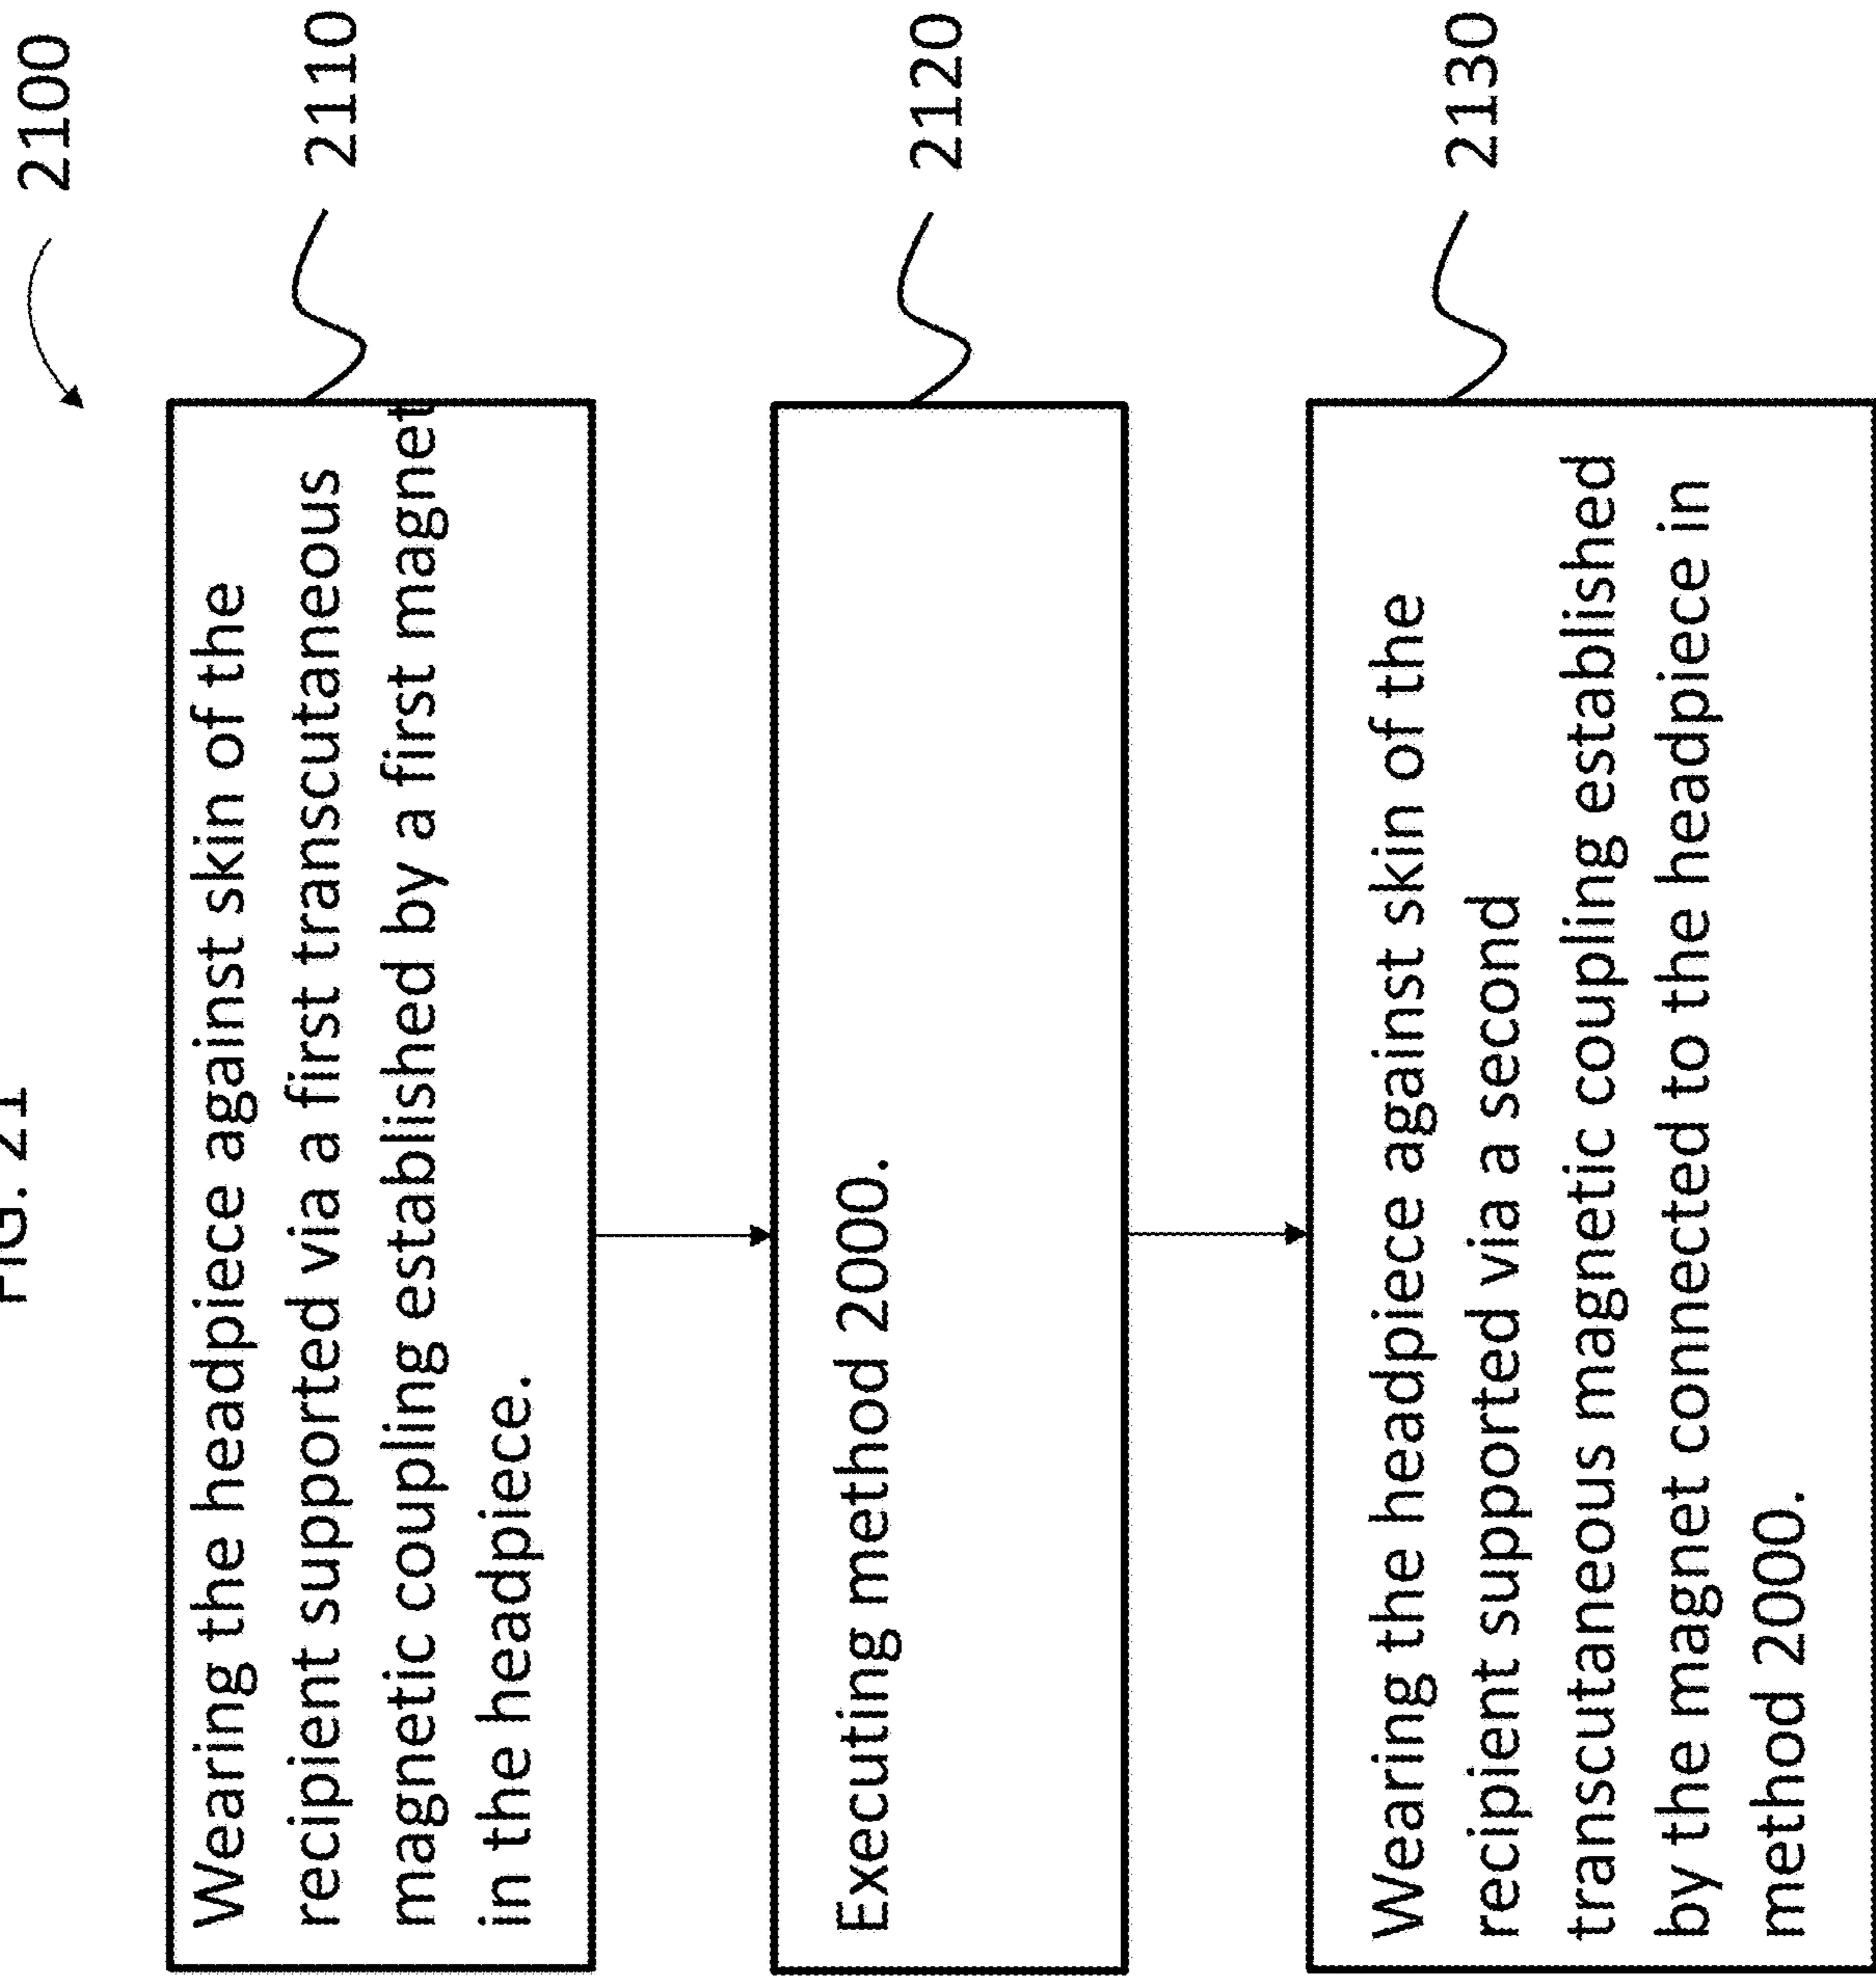 FIG. 21
2100
Wearing the headpiece against skin of the
recipient supported via a first transcutaneous
magnetic coupling established by a first magnet
in the headpiece.
2110
Executing method 2000.
2120
Wearing the headpiece against skin of the
recipient supported via a second
transcutaneous magnetic coupling established
by the magnet connected to the headpiece in
method 2000.
2130